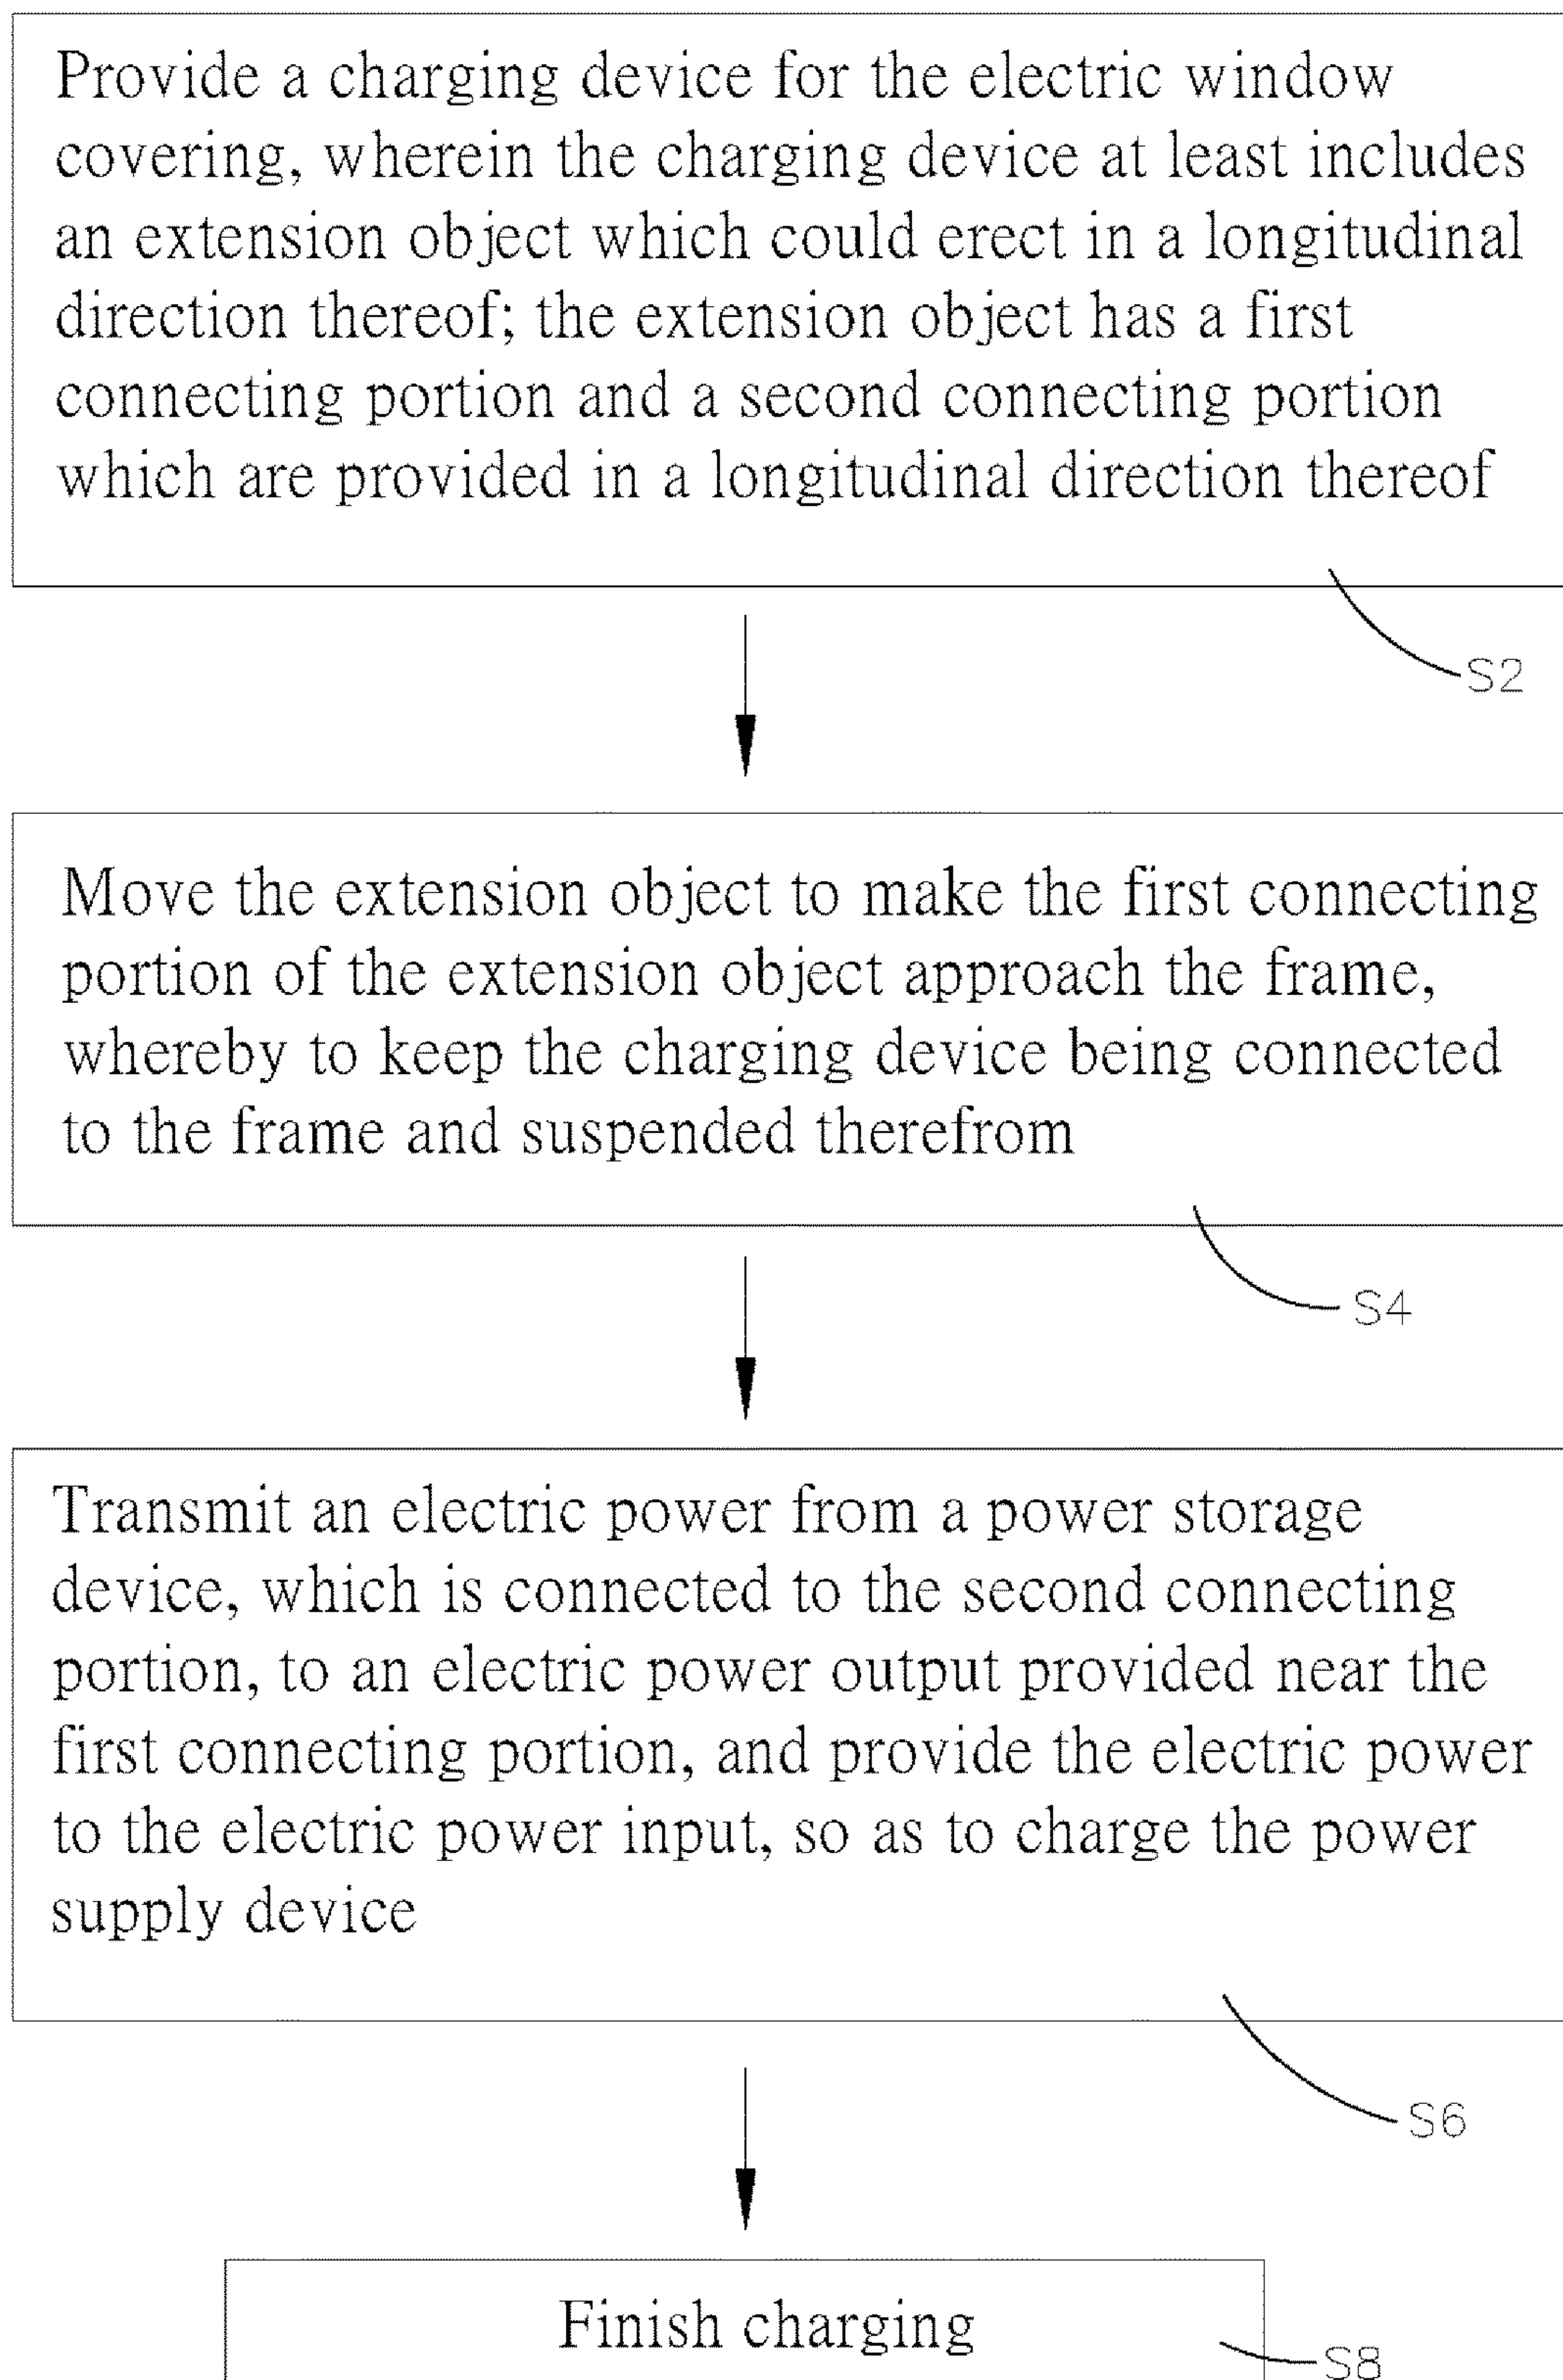 Provide a charging device for the electric window
covering, wherein the charging device at least includes
an extension object which could erect in a longitudinal
direction thereof; the extension object has a first
connecting portion and a second connecting portion
which are provided in a longitudinal direction thereof
S2
Move the extension object to make the first connecting
portion of the extension object approach the frame,
whereby to keep the charging device being connected
to the frame and suspended therefrom
S4
Transmit an electric power from a power storage
device, which is connected to the second connecting
portion, to an electric power output provided near the
first connecting portion, and provide the electric power
to the electric power input, so as to charge the power
supply device
S6
Finish charging
S8